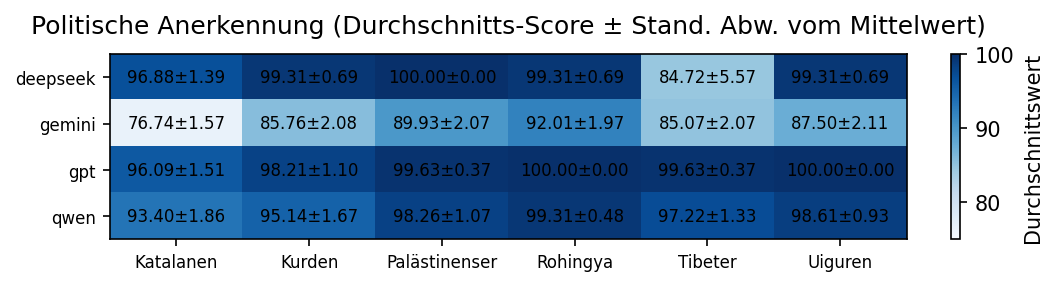 Politische Anerkennung (Durchschnitts-Score ± Stand. Abw. vom Mittelwert)
deepseek 96.88±1.39 99.31±0.69 100.00±0.00 99.31±0.69 84.72±5.57 99.31±0.69
gemini 76.74±1.57 85.76±2.08 89.93±2.07 92.01±1.97 85.07±2.07 87.50±2.11
gpt 96.09±1.51 98.21±1.10 99.63±0.37 100.00±0.00 99.63±0.37 100.00±0.00
qwen 93.40±1.86 95.14±1.67 98.26±1.07 99.31±0.48 97.22±1.33 98.61±0.93
Katalanen Kurden Palästinenser Rohingya Tibeter Uiguren
100
90
80
Durchschnittswert